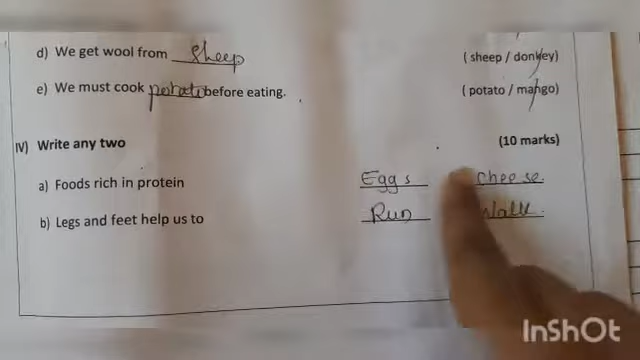 d) We get wool from sheep (sheep / donkey)
e) We must cook potato before eating. (potato / mango)
IV) Write any two (10 marks)
a) Foods rich in protein Eggs cheese.
b) Legs and feet help us to Run Walk.
InShOt